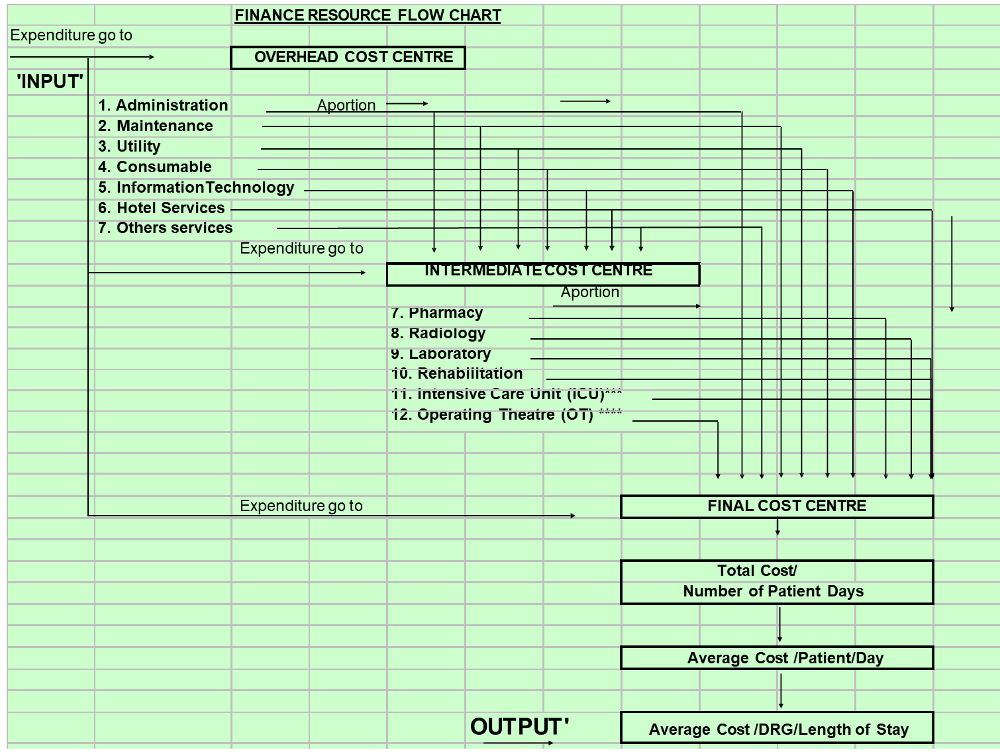 FINANCE RESOURCE FLOW CHART
Expenditure go to
OVERHEAD COST CENTRE
'INPUT'
1. Administration
Aportion
2. Maintenance
3. Utility
4. Consumable
5. Information Technology
6. Hotel Services
7. Others services
Expenditure go to
INTERMEDIATE COST CENTRE
Aportion
7. Pharmacy
8. Radiology
9. Laboratory
10. Rehabilitation
11. Intensive Care Unit (ICU)***
12. Operating Theatre (OT) ****
Expenditure go to
FINAL COST CENTRE
Total Cost/
Number of Patient Days
Average Cost /Patient/Day
OUTPUT'
Average Cost /DRG/Length of Stay